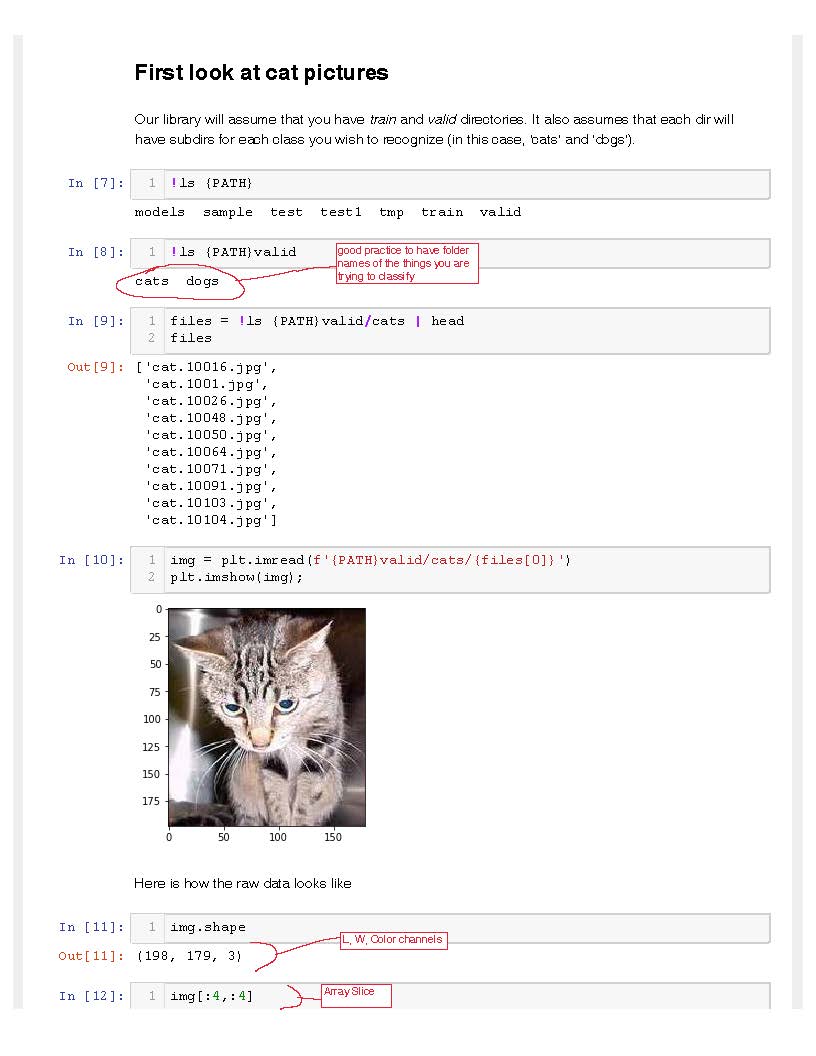 First look at cat pictures
Our library will assume that you have train and valid directories. It also assumes that each dir will
have subdirs for each class you wish to recognize (in this case, 'cats' and 'dogs').
In [7]: 1 !ls {PATH}
models sample test test1 tmp train valid
In [8]: 1 !ls {PATH}valid
good practice to have folder
names of the things you are
trying to classify
cats dogs
In [9]: 1 files = !ls {PATH}valid/cats | head
2 files
Out[9]: ['cat.10016.jpg',
'cat.1001.jpg',
'cat.10026.jpg',
'cat.10048.jpg',
'cat.10050.jpg',
'cat.10064.jpg',
'cat.10071.jpg',
'cat.10091.jpg',
'cat.10103.jpg',
'cat.10104.jpg']
In [10]: 1 img = plt.imread(f'{PATH}valid/cats/{files[0]}')
2 plt.imshow(img);
0
25
50
75
100
125
150
175
0 50 100 150
Here is how the raw data looks like
In [11]: 1 img.shape
L, W, Color channels
Out[11]: (198, 179, 3)
In [12]: 1 img[:4,:4]
Array Slice